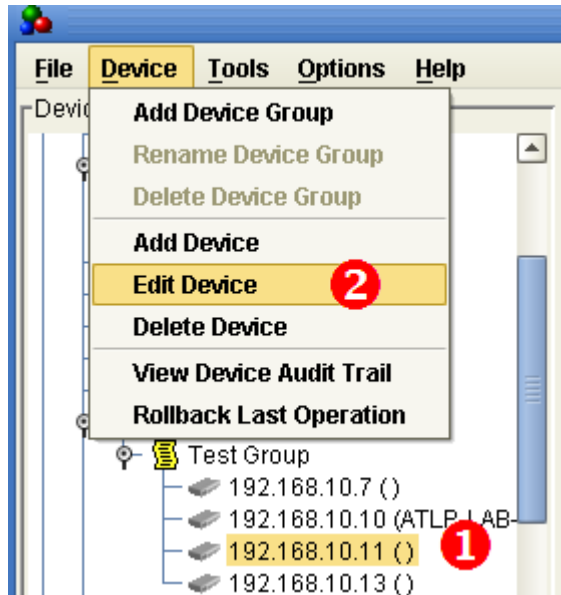 File Device Tools Options Help
Devic
Add Device Group
Rename Device Group
Delete Device Group
Add Device
Edit Device 2
Delete Device
View Device Audit Trail
Rollback Last Operation
Test Group
192.168.10.7 ()
192.168.10.10 (ATLR-LAB-
192.168.10.11 () 1
192.168.10.13 ()